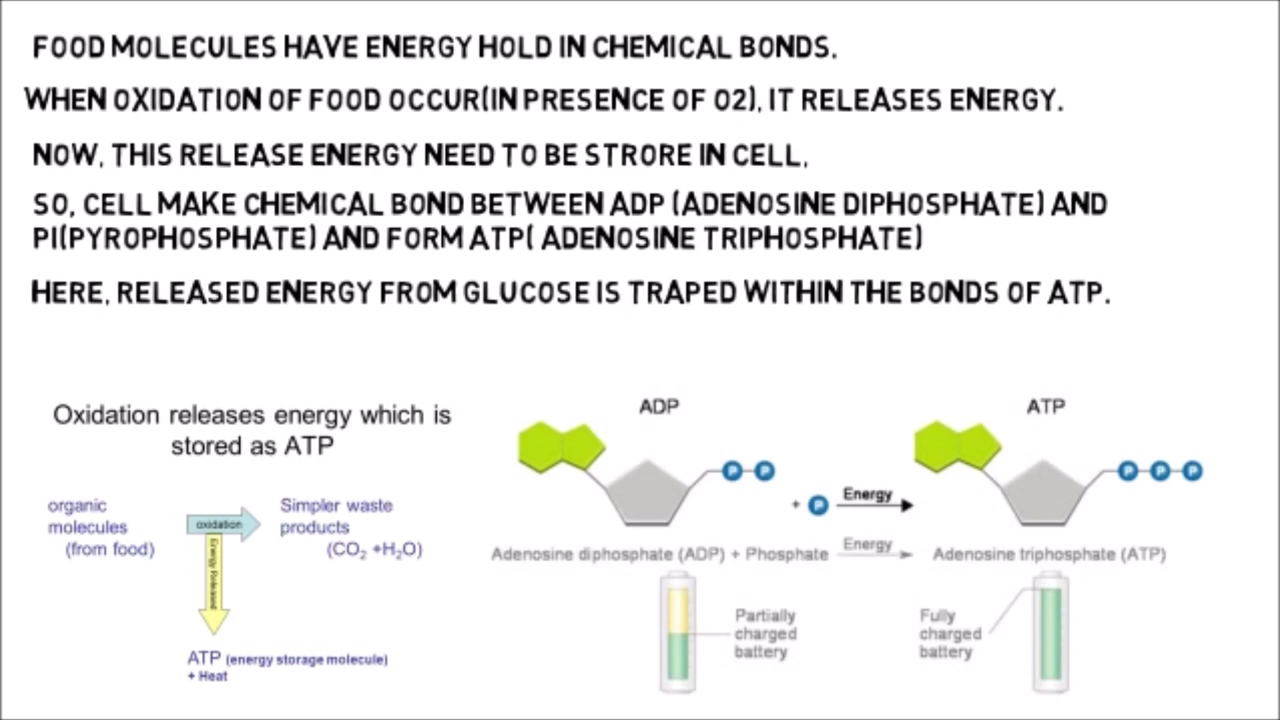 FOOD MOLECULES HAVE ENERGY HOLD IN CHEMICAL BONDS.
WHEN OXIDATION OF FOOD OCCUR(IN PRESENCE OF O2), IT RELEASES ENERGY.
NOW, THIS RELEASE ENERGY NEED TO BE STRORE IN CELL,
SO, CELL MAKE CHEMICAL BOND BETWEEN ADP (ADENOSINE DIPHOSPHATE) AND
PI(PYROPHOSPHATE) AND FORM ATP( ADENOSINE TRIPHOSPHATE)
HERE, RELEASED ENERGY FROM GLUCOSE IS TRAPED WITHIN THE BONDS OF ATP.
Oxidation releases energy which is
stored as ATP
organic
molecules
(from food)
oxidation
Simpler waste
products
(CO₂ +H₂O)
Energy Released
ATP (energy storage molecule)
+ Heat
ADP
P P
+ P
Energy
ATP
P P P
Adenosine diphosphate (ADP) + Phosphate
Energy
Adenosine triphosphate (ATP)
Partially
charged
battery
Fully
charged
battery